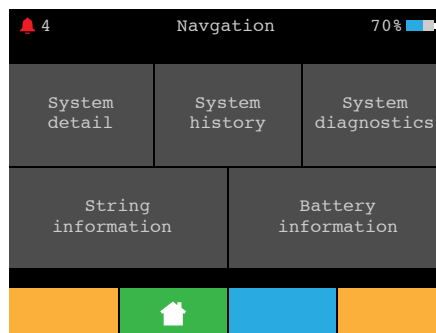 4 Navgation 70%
System detail
System history
System diagnostics
String information
Battery information